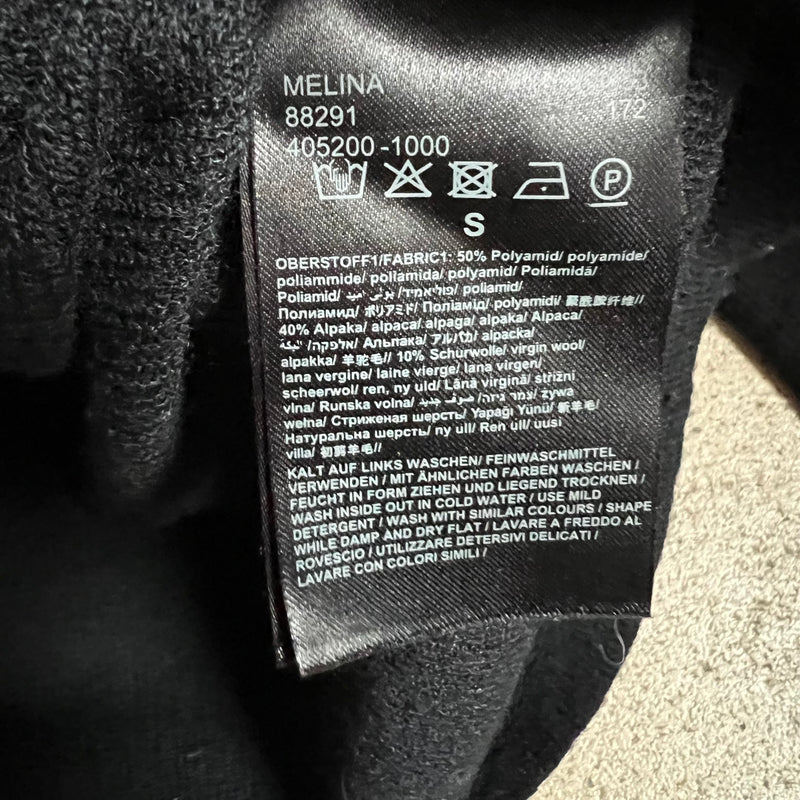 MELINA
88291 172
405200-1000
P
S
OBERSTOFF1/FABRIC1: 50% Polyamid/ polyamide/
poliammide/ poliamida/ polyamid/ Poliamidă/
Poliamid/ بولي أميد /פוליאמיד/ poliamid/
Полиамид/ ポリアミド/ Поліамід/ polyamidi/ 聚酰胺纤维//
40% Alpaka/ alpaca/ alpaga/ alpaka/ Alpaca/
אלפקה/ Альпака/ アルパカ/ alpacka/
alpakka/ 羊驼毛// 10% Schurwolle/ virgin wool/
lana vergine/ laine vierge/ lana virgen/
scheerwol/ ren, ny uld/ Lână virgină/ střižní
vlna/ Runska volna/ صوف جديد /צמר גיזה/ żywa
wełna/ Стриженая шерсть/ Yapağı Yünü/ 新羊毛/
Натуральна шерсть/ ny ull/ Ren ull/ uusi
villa/ 初剪羊毛//
KALT AUF LINKS WASCHEN/ FEINWASCHMITTEL
VERWENDEN / MIT ÄHNLICHEN FARBEN WASCHEN /
FEUCHT IN FORM ZIEHEN UND LIEGEND TROCKNEN /
WASH INSIDE OUT IN COLD WATER / USE MILD
DETERGENT / WASH WITH SIMILAR COLOURS / SHAPE
WHILE DAMP AND DRY FLAT / LAVARE A FREDDO AL
ROVESCIO / UTILIZZARE DETERSIVI DELICATI /
LAVARE CON COLORI SIMILI /